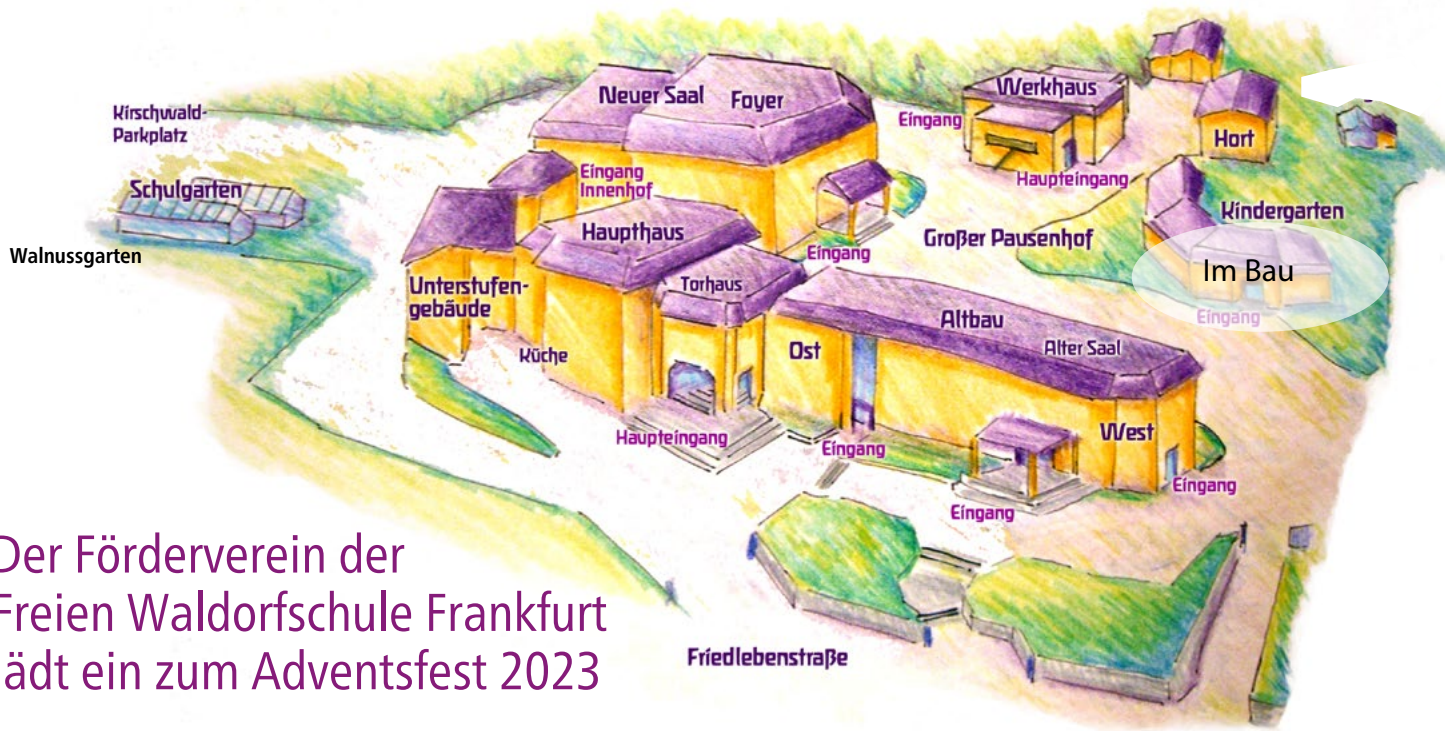 Neuer Saal
Foyer
Werkhaus
Kirschwald-
Parkplatz
Eingang
Hort
Eingang
Innenhof
Haupteingang
Schulgarten
Kindergarten
Haupthaus
Großer Pausenhof
Walnussgarten
Eingang
Im Bau
Unterstufen-
gebäude
Torhaus
Eingang
Altbau
Alter Saal
Ost
Küche
West
Haupteingang
Eingang
Eingang
Eingang
Der Förderverein der
Freien Waldorfschule Frankfurt
lädt ein zum Adventsfest 2023
Friedlebenstraße